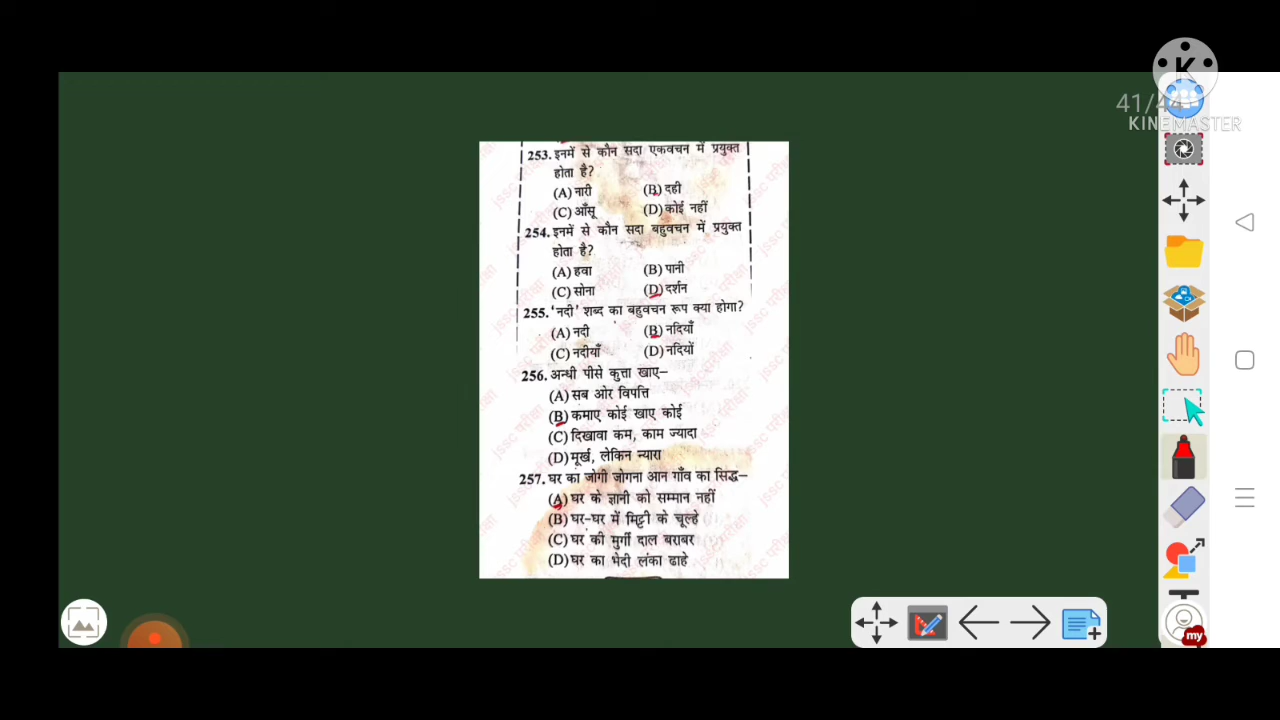 41/44
KINEMASTER
253. इनमें से कौन सदा एकवचन में प्रयुक्त
होता है?
(A) नारी (B) दही
(C) आँसू (D) कोई नहीं
254. इनमें से कौन सदा बहुवचन में प्रयुक्त
होता है?
(A) हवा (B) पानी
(C) सोना (D) दर्शन
255. 'नदी' शब्द का बहुवचन रूप क्या होगा?
(A) नदी (B) नदियाँ
(C) नदीयाँ (D) नदियों
256. अन्धी पीसे कुत्ता खाए–
(A) सब ओर विपत्ति
(B) कमाए कोई खाए कोई
(C) दिखावा कम, काम ज्यादा
(D) मूर्ख, लेकिन न्यारा
257. घर का जोगी जोगना आन गाँव का सिद्ध–
(A) घर के ज्ञानी को सम्मान नहीं
(B) घर-घर में मिट्टी के चूल्हे
(C) घर की मुर्गी दाल बराबर
(D) घर का भेदी लंका ढाहे
my